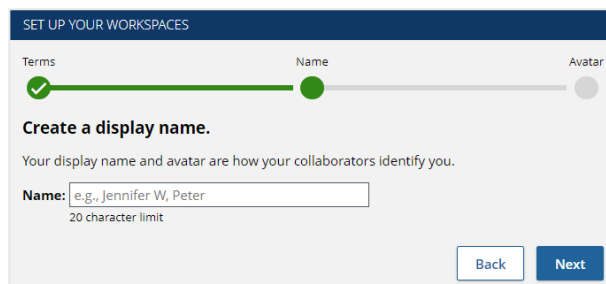 SET UP YOUR WORKSPACES
Terms Name Avatar
Create a display name.
Your display name and avatar are how your collaborators identify you.
Name: e.g., Jennifer W, Peter
20 character limit
Back Next